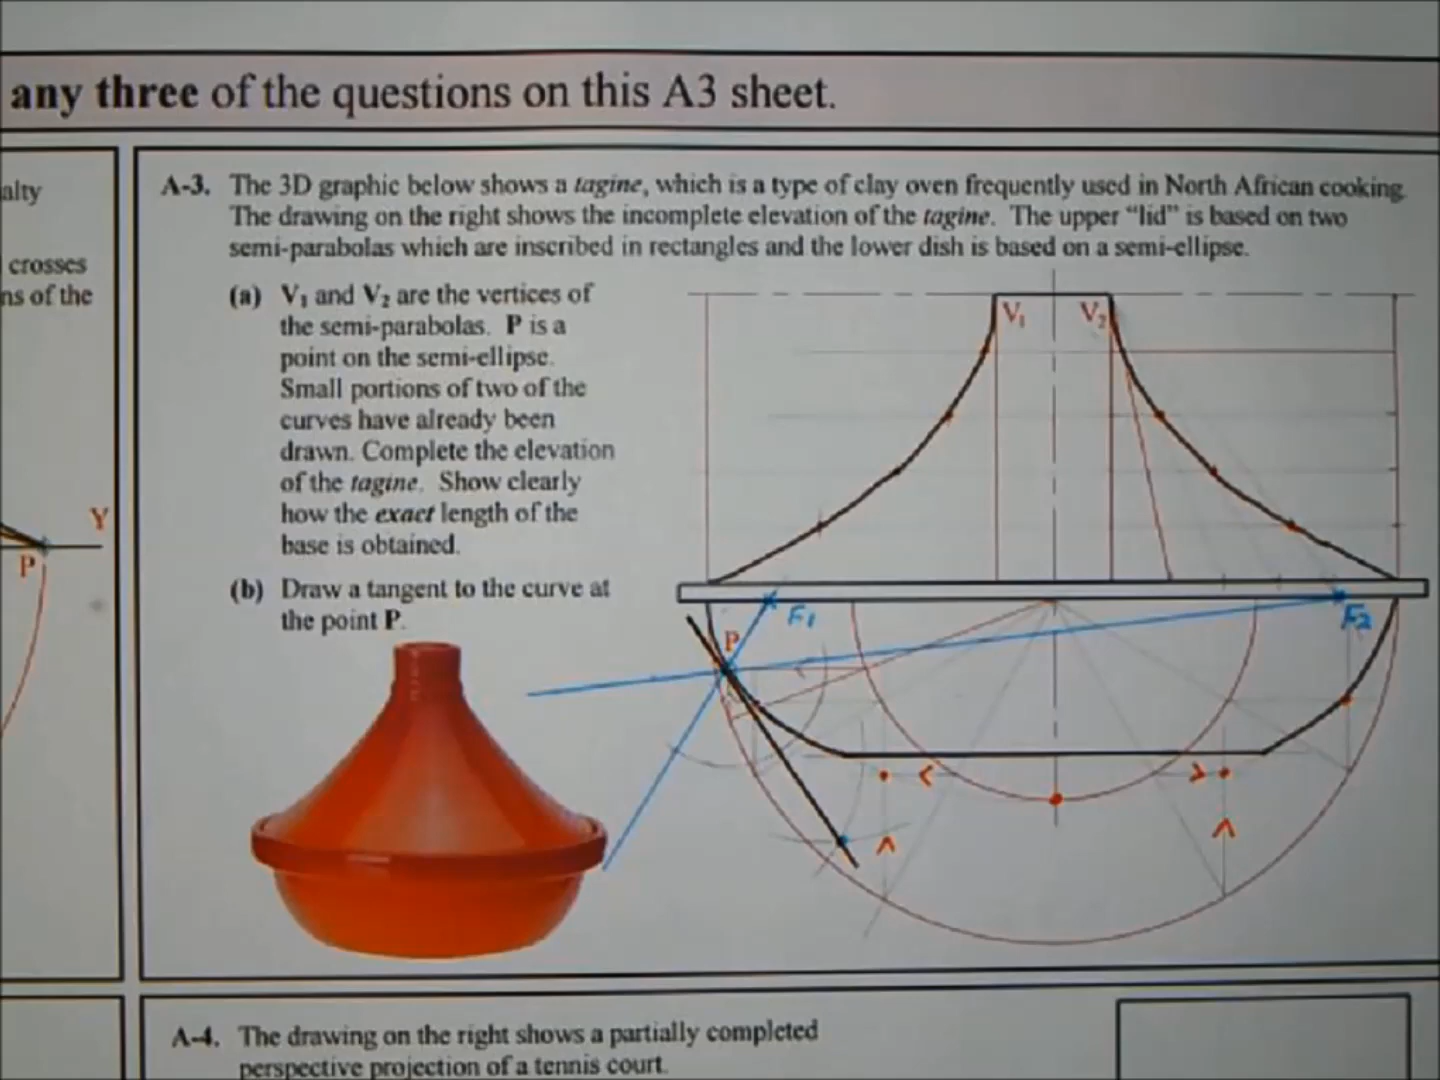 any three of the questions on this A3 sheet.
alty
crosses
ns of the
Y
P
A-3. The 3D graphic below shows a tagine, which is a type of clay oven frequently used in North African cooking.
The drawing on the right shows the incomplete elevation of the tagine. The upper “lid” is based on two
semi-parabolas which are inscribed in rectangles and the lower dish is based on a semi-ellipse.
(a) V1 and V2 are the vertices of
the semi-parabolas. P is a
point on the semi-ellipse.
Small portions of two of the
curves have already been
drawn. Complete the elevation
of the tagine. Show clearly
how the exact length of the
base is obtained.
(b) Draw a tangent to the curve at
the point P.
V1 V2
F1 F2
P
A-4. The drawing on the right shows a partially completed
perspective projection of a tennis court.